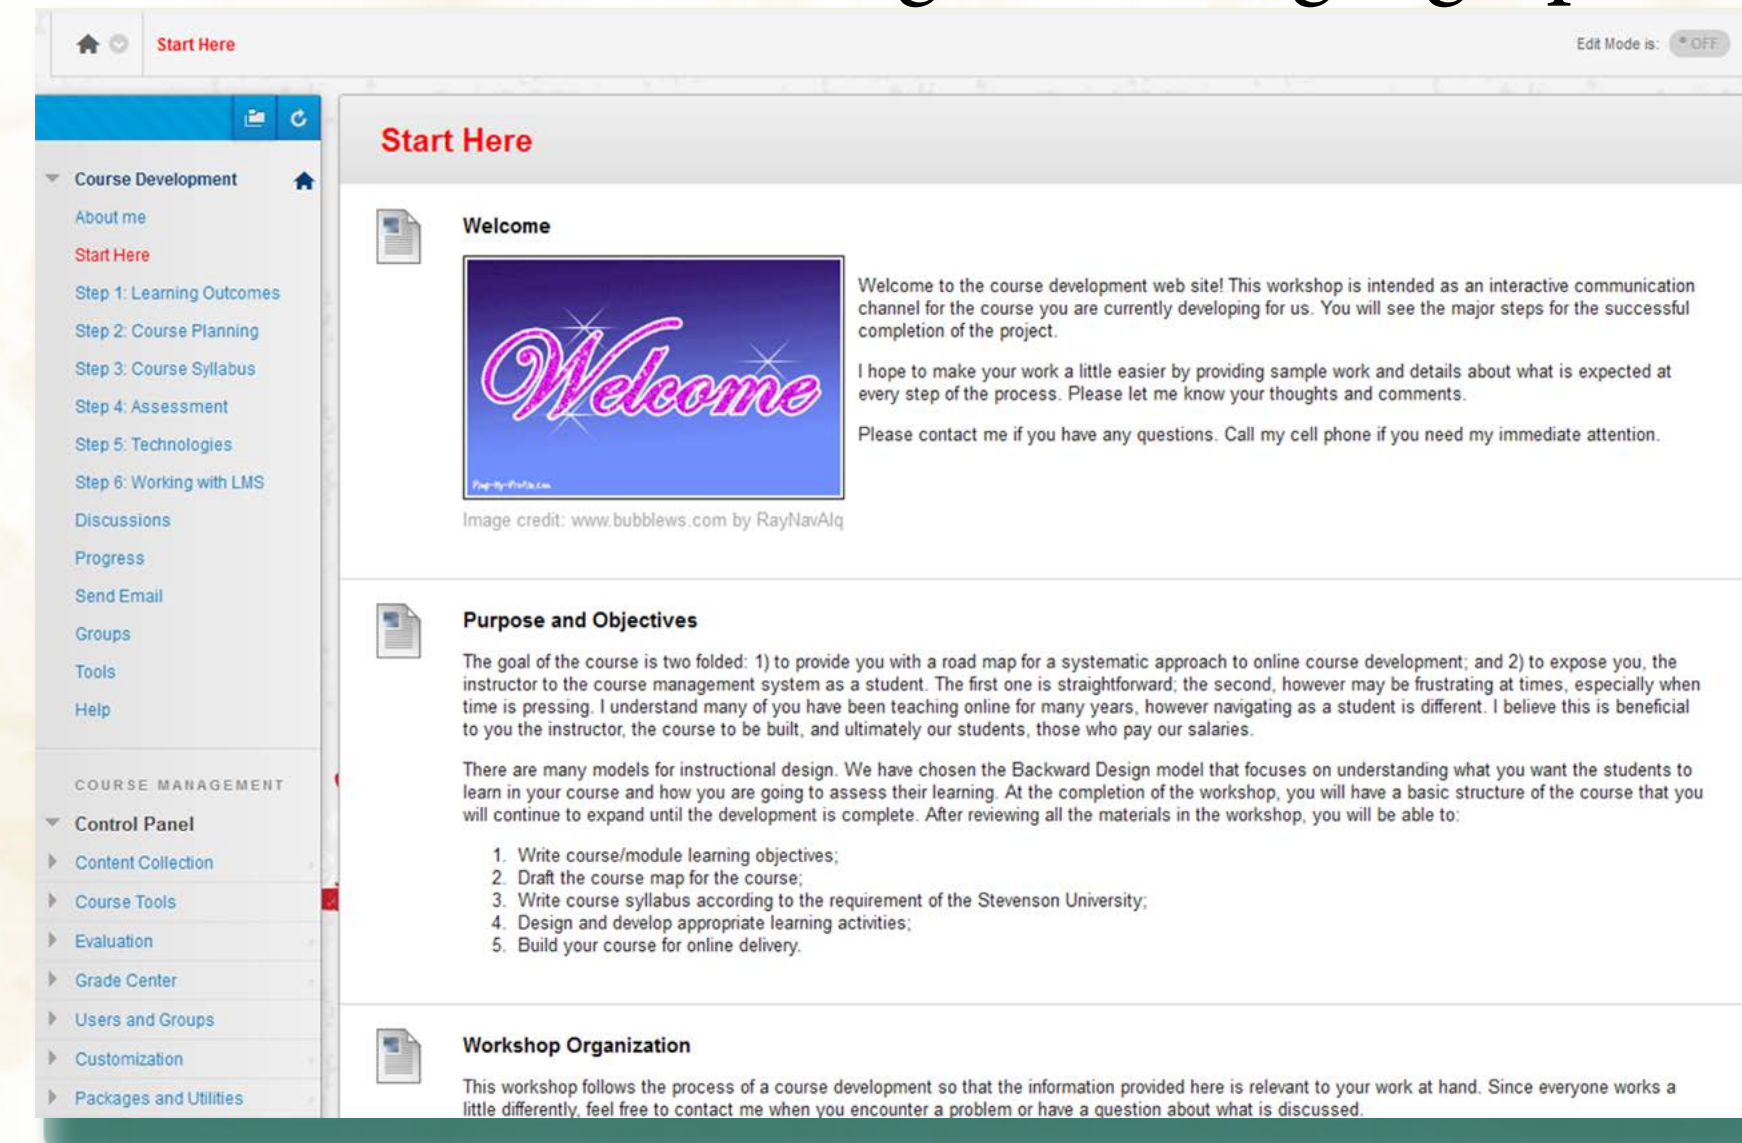 Start Here
Edit Mode is:
OFF
Course Development
About me
Start Here
Step 1: Learning Outcomes
Step 2: Course Planning
Step 3: Course Syllabus
Step 4: Assessment
Step 5: Technologies
Step 6: Working with LMS
Discussions
Progress
Send Email
Groups
Tools
Help
COURSE MANAGEMENT
Control Panel
Content Collection
Course Tools
Evaluation
Grade Center
Users and Groups
Customization
Packages and Utilities
Start Here
Welcome
Welcome
Image credit: www.bubblews.com by RayNavAlq
Welcome to the course development web site! This workshop is intended as an interactive communication
channel for the course you are currently developing for us. You will see the major steps for the successful
completion of the project.
I hope to make your work a little easier by providing sample work and details about what is expected at
every step of the process. Please let me know your thoughts and comments.
Please contact me if you have any questions. Call my cell phone if you need my immediate attention.
Purpose and Objectives
The goal of the course is two folded: 1) to provide you with a road map for a systematic approach to online course development; and 2) to expose you, the
instructor to the course management system as a student. The first one is straightforward; the second, however may be frustrating at times, especially when
time is pressing. I understand many of you have been teaching online for many years, however navigating as a student is different. I believe this is beneficial
to you the instructor, the course to be built, and ultimately our students, those who pay our salaries.
There are many models for instructional design. We have chosen the Backward Design model that focuses on understanding what you want the students to
learn in your course and how you are going to assess their learning. At the completion of the workshop, you will have a basic structure of the course that you
will continue to expand until the development is complete. After reviewing all the materials in the workshop, you will be able to:
1. Write course/module learning objectives;
2. Draft the course map for the course;
3. Write course syllabus according to the requirement of the Stevenson University;
4. Design and develop appropriate learning activities;
5. Build your course for online delivery.
Workshop Organization
This workshop follows the process of a course development so that the information provided here is relevant to your work at hand. Since everyone works a
little differently, feel free to contact me when you encounter a problem or have a question about what is discussed.